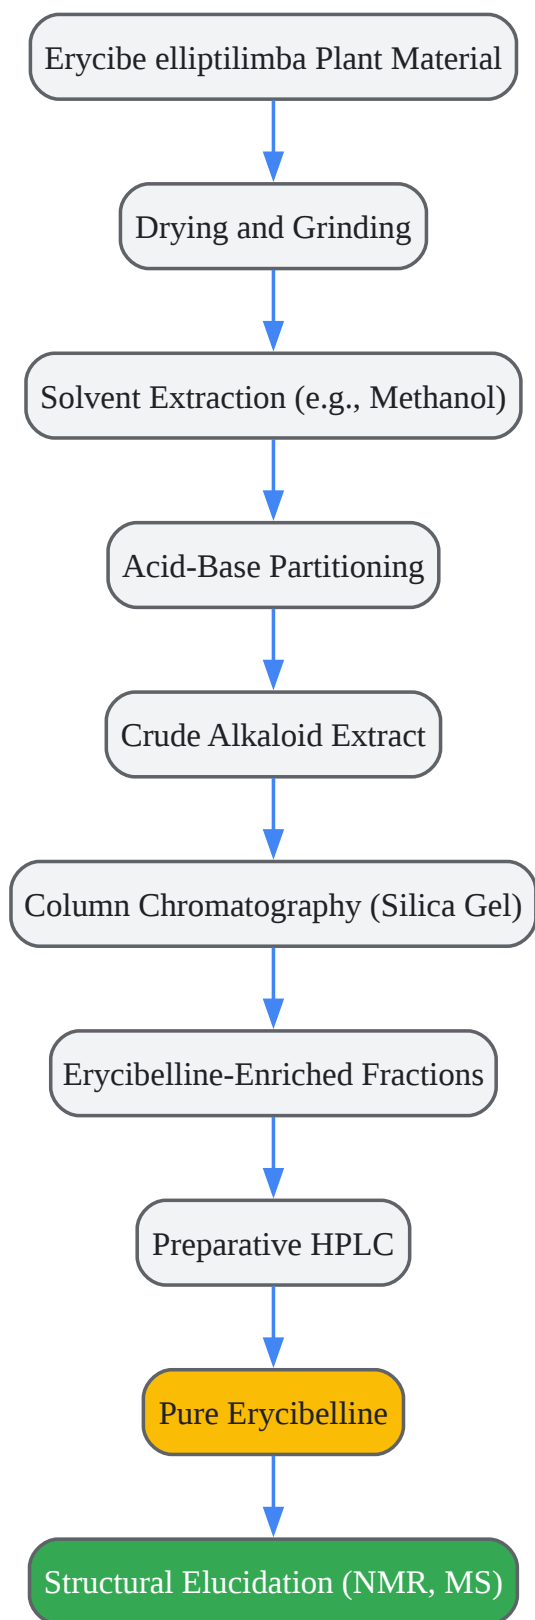 Erycibe elliptilimba Plant Material
Drying and Grinding
Solvent Extraction (e.g., Methanol)
Acid-Base Partitioning
Crude Alkaloid Extract
Column Chromatography (Silica Gel)
Erycibelline-Enriched Fractions
Preparative HPLC
Pure Erycibelline
Structural Elucidation (NMR, MS)